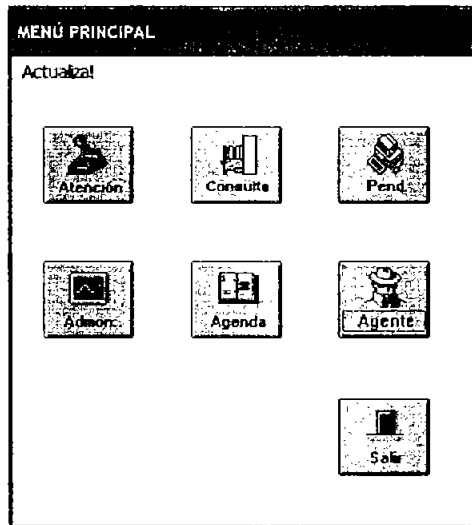 MENÚ PRINCIPAL
Actualiza!
Atención
Consulta
Pend.
Admon.
Agenda
Agente
Salir